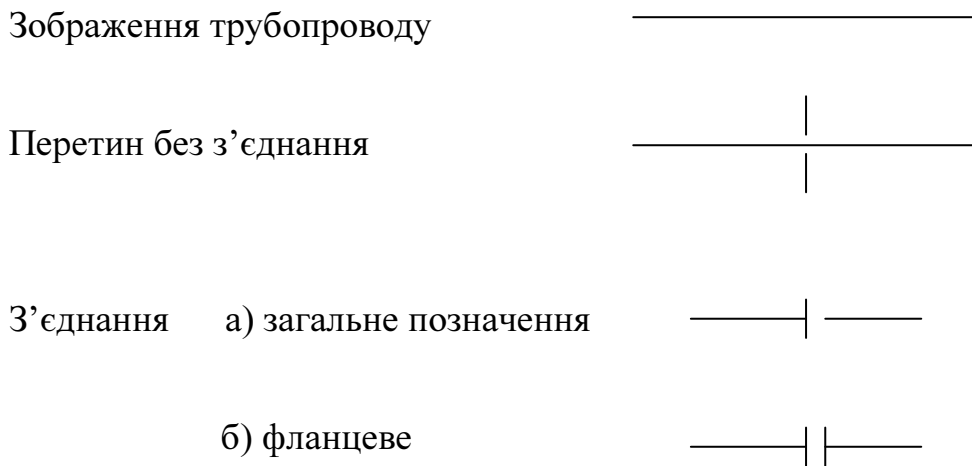 Зображення трубопроводу
Перетин без з’єднання
З’єднання а) загальне позначення
б) фланцеве